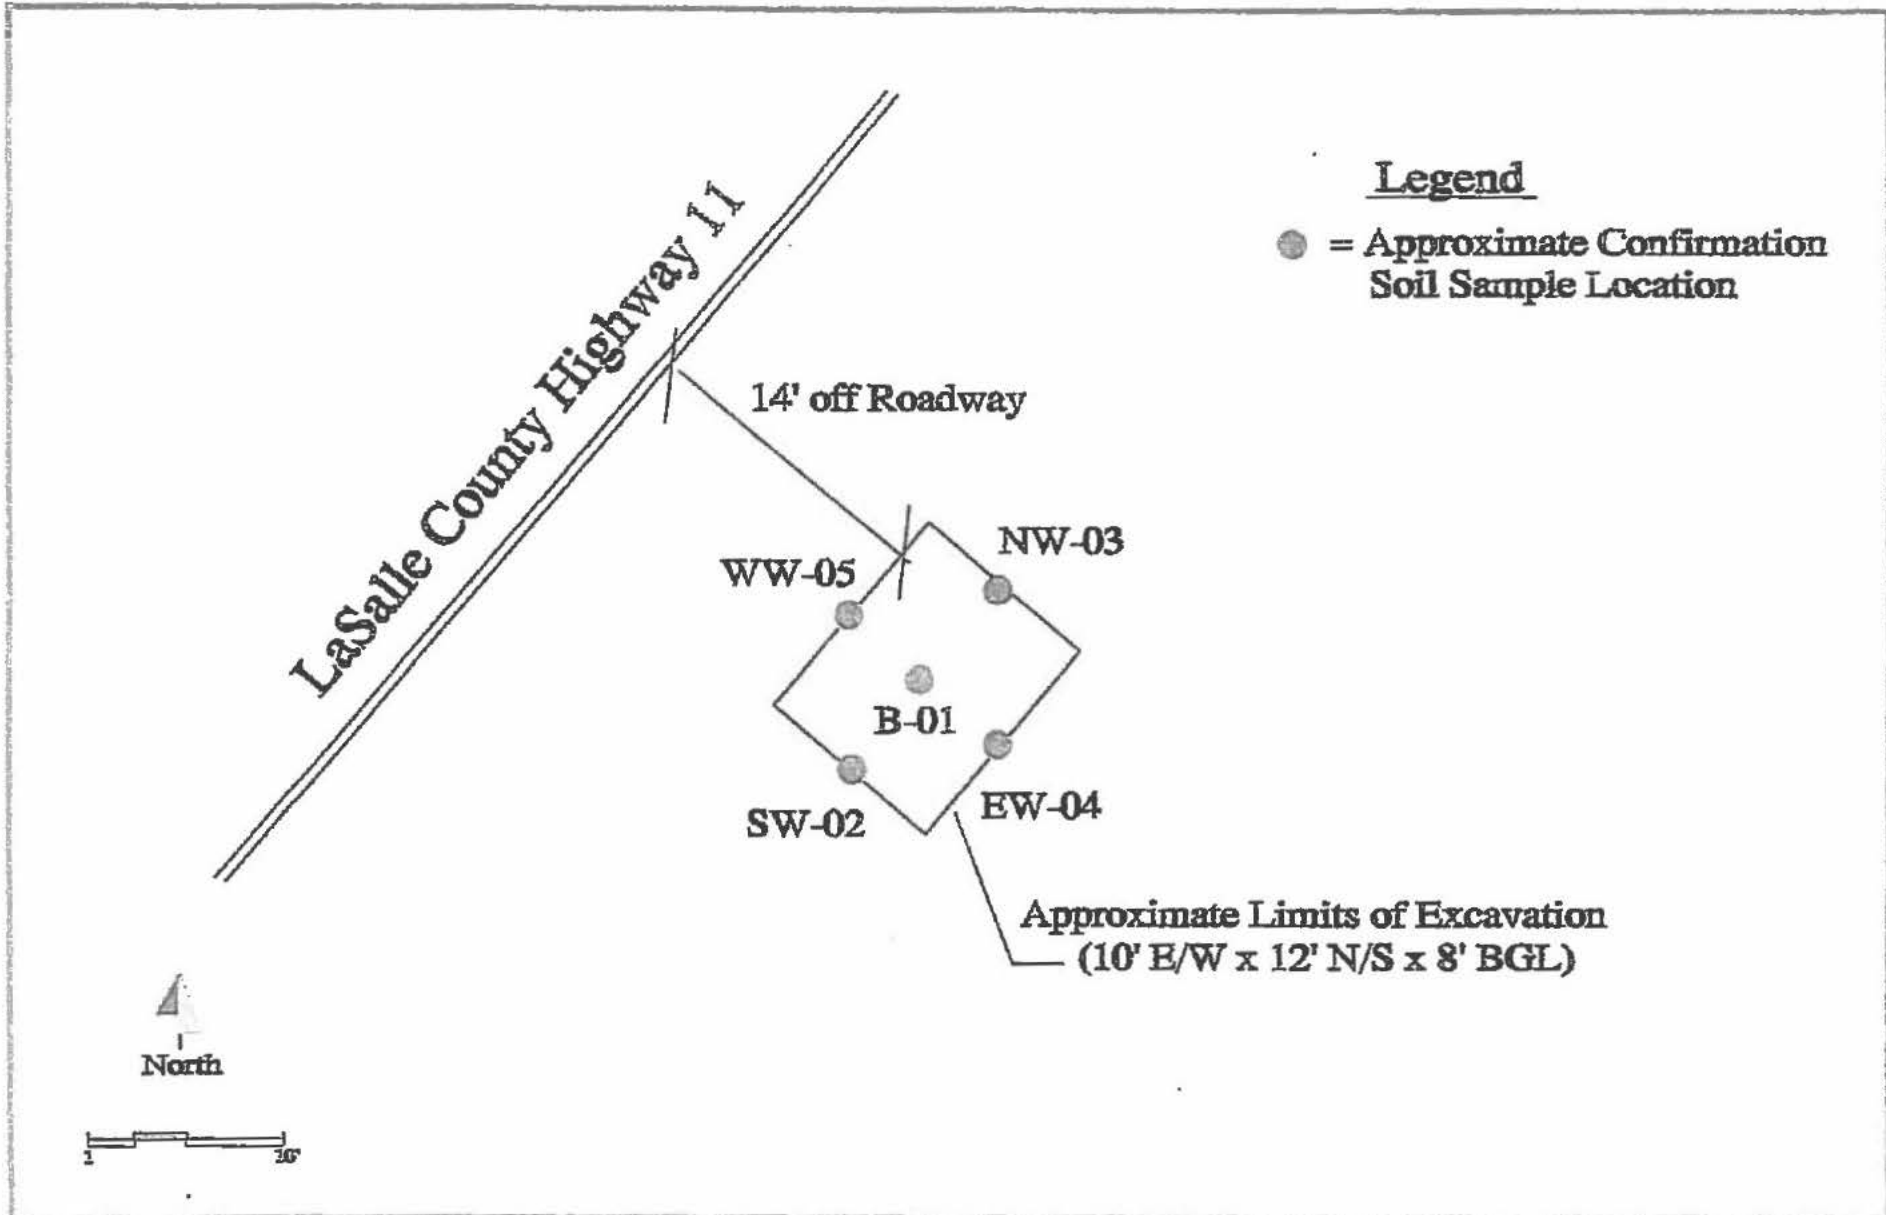 Legend
= Approximate Confirmation
Soil Sample Location
LaSalle County Highway 11
14' off Roadway
NW-03
WW-05
B-01
EW-04
SW-02
Approximate Limits of Excavation
(10' E/W x 12' N/S x 8' BGL)
North
1